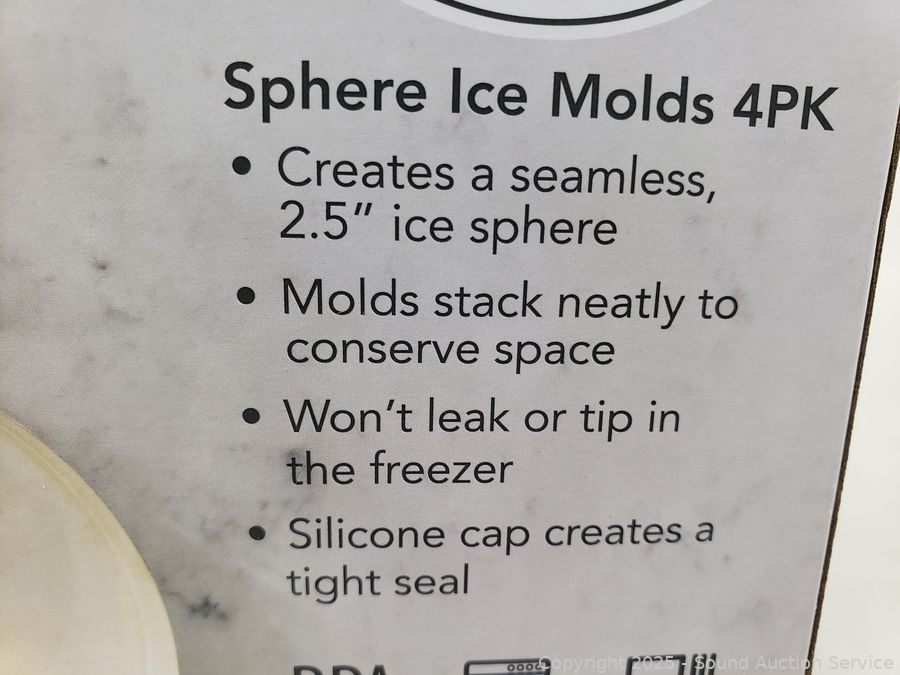 Sphere Ice Molds 4PK
• Creates a seamless,
2.5” ice sphere
• Molds stack neatly to
conserve space
• Won’t leak or tip in
the freezer
• Silicone cap creates a
tight seal
Copyright 2025 - Sound Auction Service